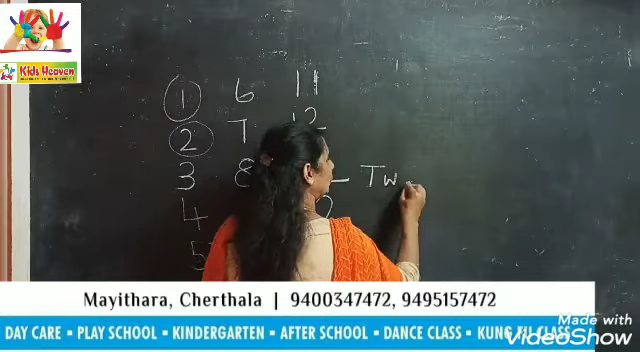 Kids Heaven
1 6 11
2 7 12
3 8 – Tw
4 2
5
Mayithara, Cherthala | 9400347472, 9495157472
DAY CARE ▪ PLAY SCHOOL ▪ KINDERGARTEN ▪ AFTER SCHOOL ▪ DANCE CLASS ▪ KUNG FU CLASS
Made with
VideoShow